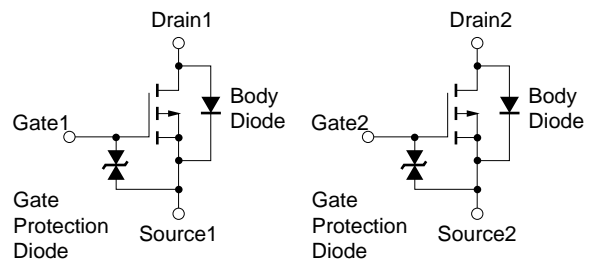 Drain1
Body
Diode
Gate1
Gate
Protection
Diode
Source1
Drain2
Body
Diode
Gate2
Gate
Protection
Diode
Source2